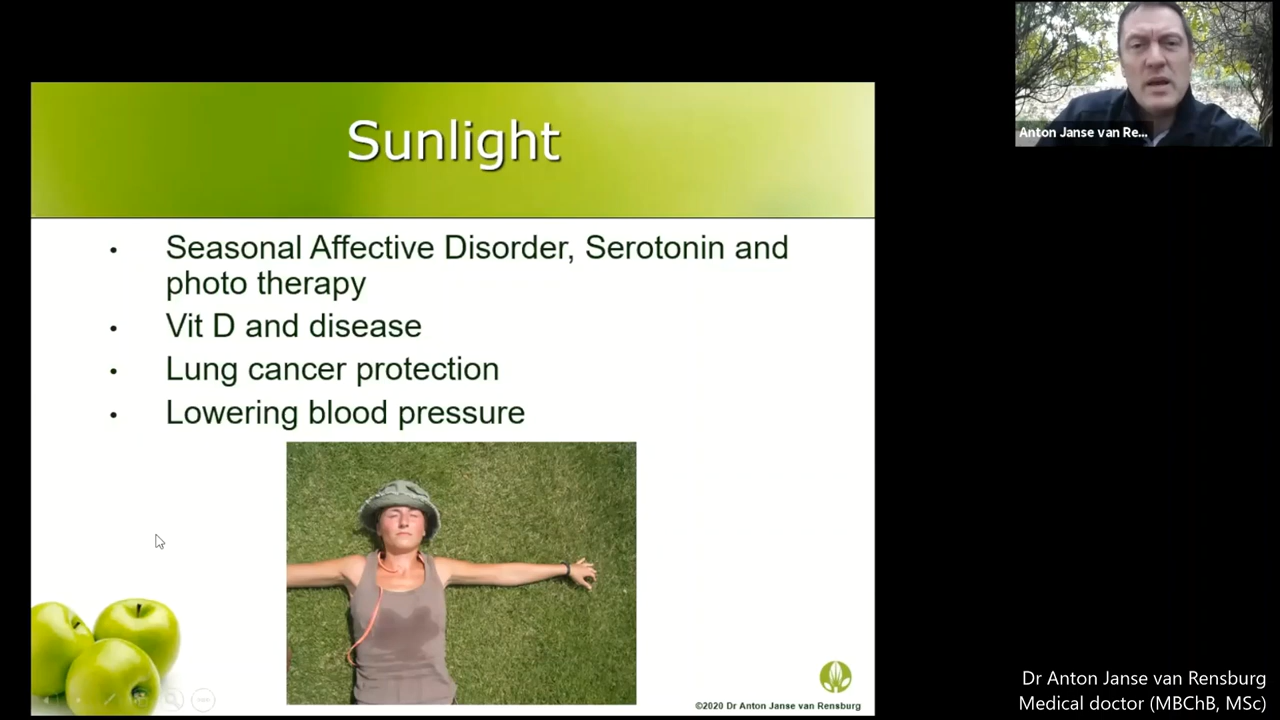 Anton Janse van Re...
Sunlight
• Seasonal Affective Disorder, Serotonin and
photo therapy
• Vit D and disease
• Lung cancer protection
• Lowering blood pressure
©2020 Dr Anton Janse van Rensburg
Dr Anton Janse van Rensburg
Medical doctor (MBChB, MSc)